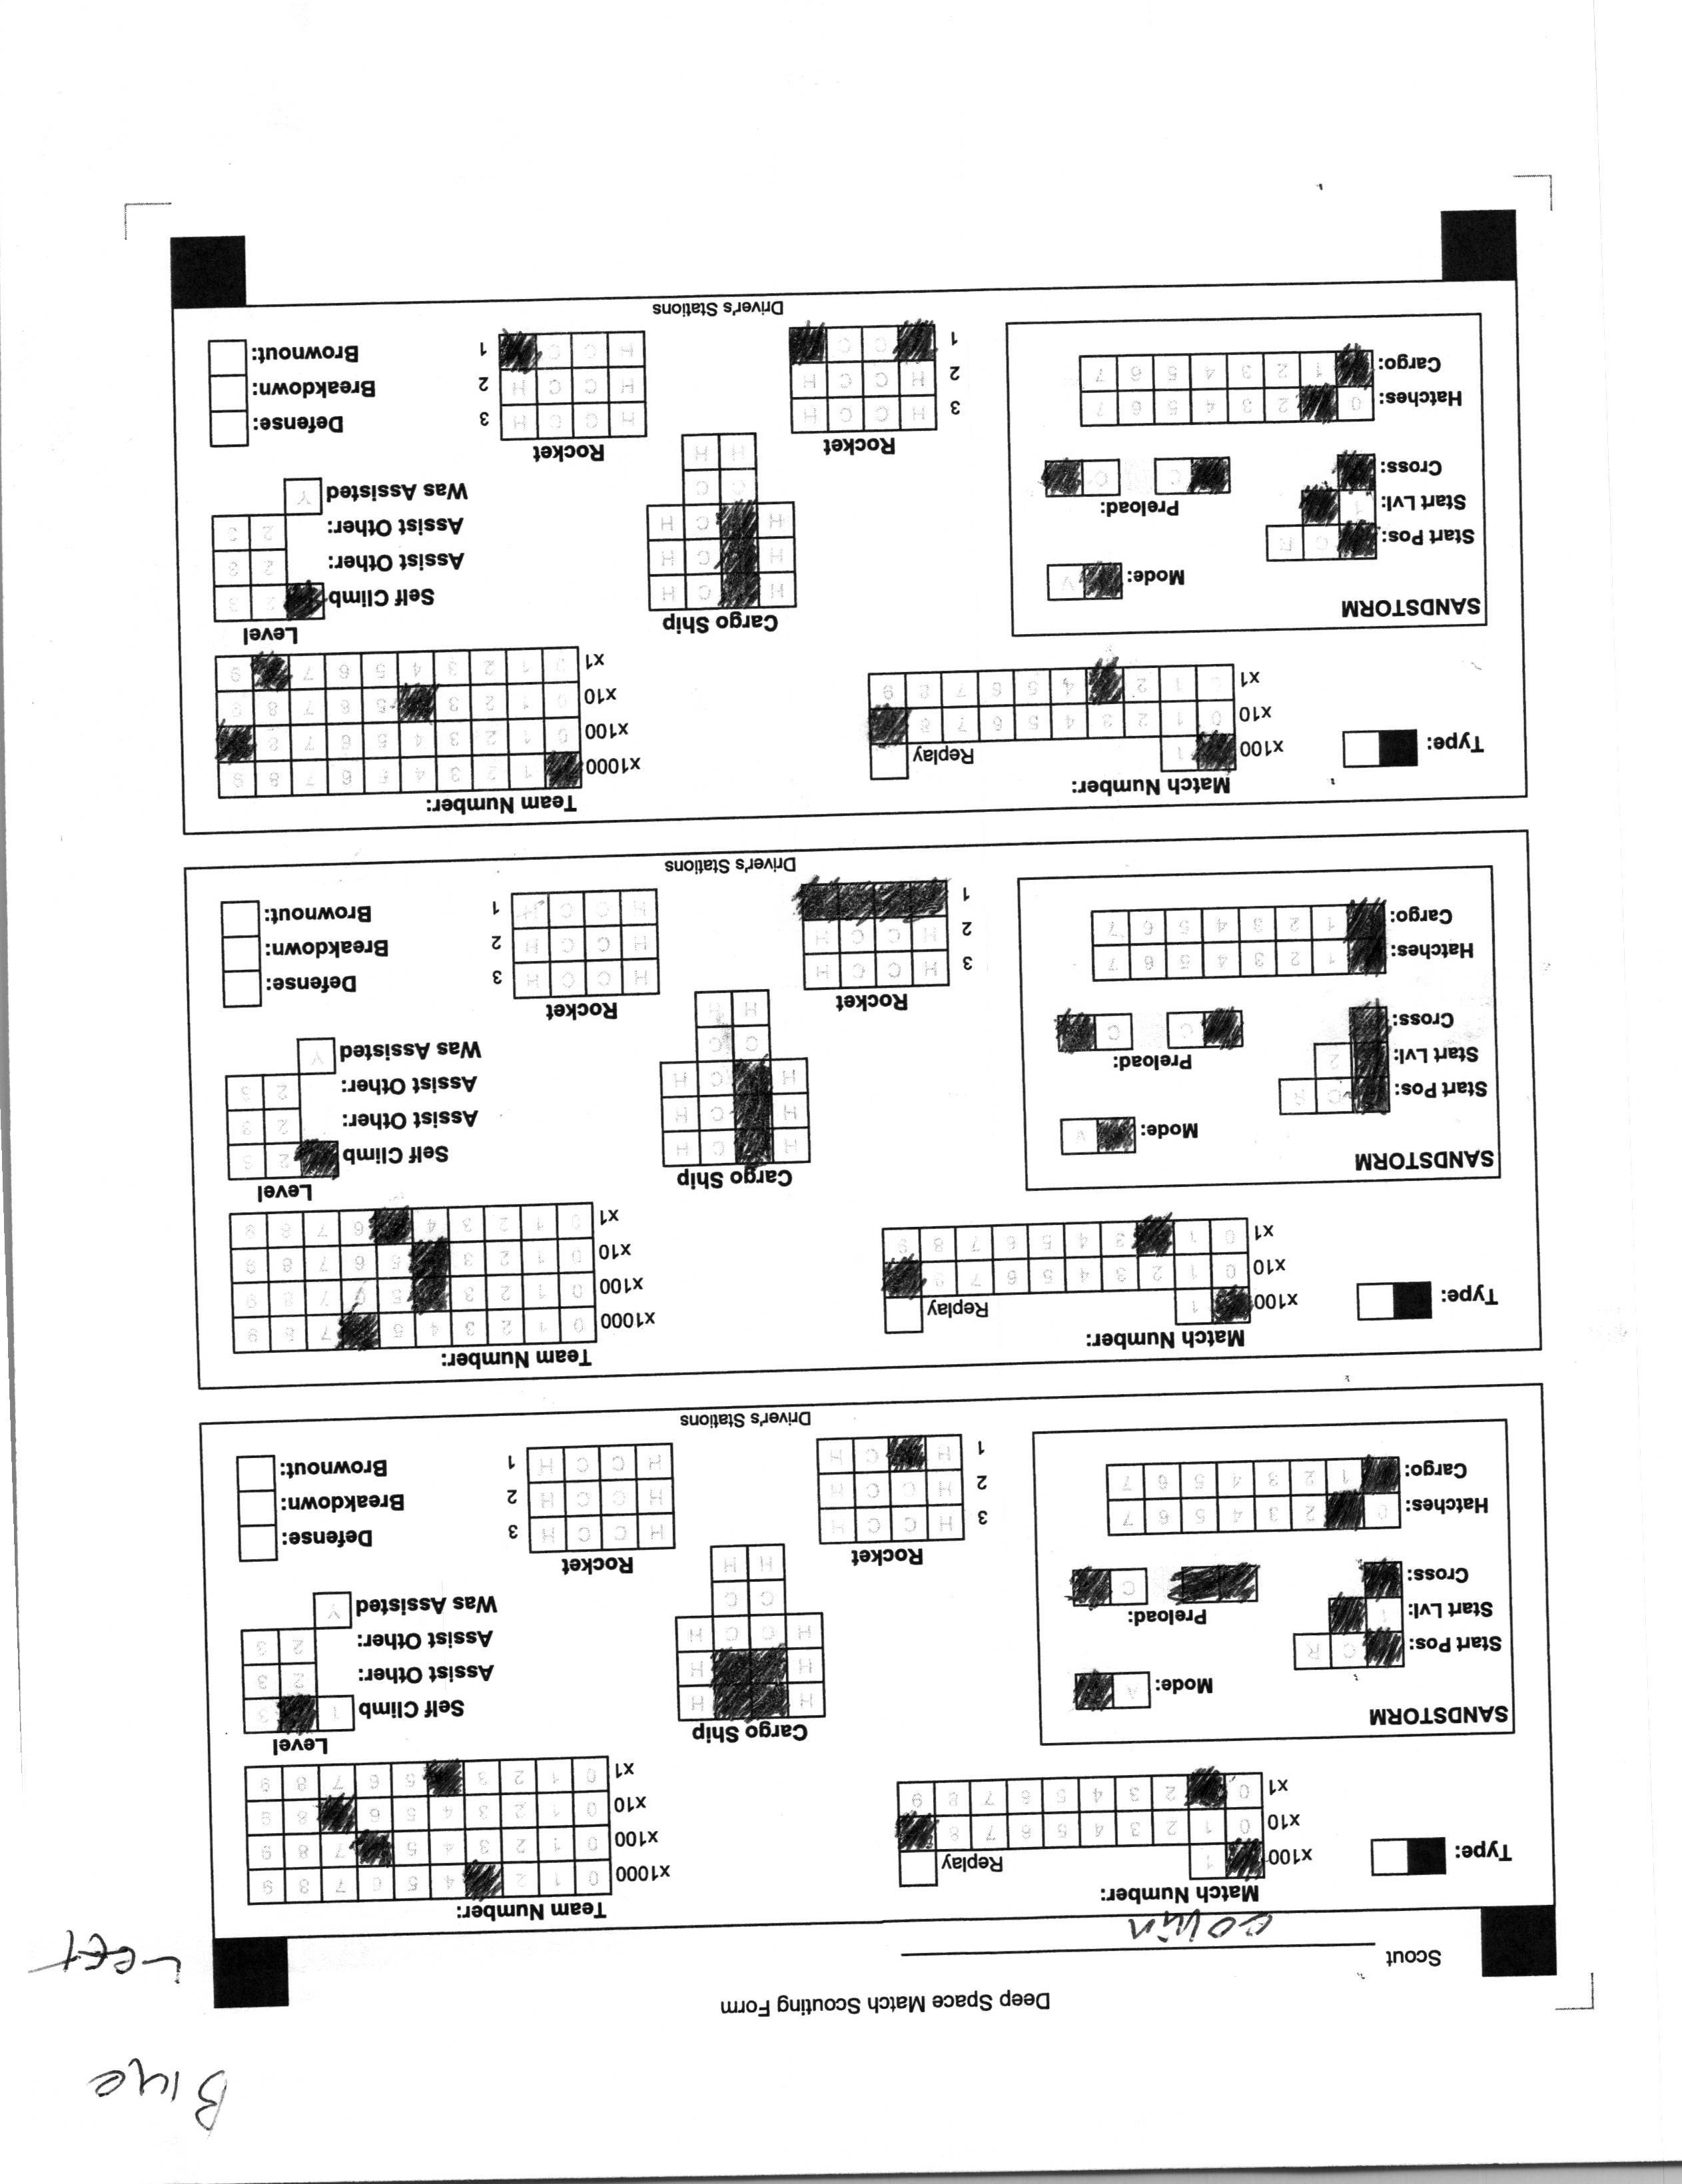 Blue
Left
Deep Space Match Scouting Form
Scout Colin
Match Number:
Team Number:
Type:
x100 1 Replay
x10 0 1 2 3 4 5 6 7 8
x1 0 2 3 4 5 6 7 8 9
x1000 0 1 2 4 5 6 7 8 9
x100 0 1 2 3 4 5 7 8 9
x10 0 1 2 3 4 5 6 8 9
x1 0 1 2 3 5 6 7 8 9
SANDSTORM
Mode: A
Start Pos: C R
Start Lvl: 1
Cross:
Preload: C
Hatches: 0 2 3 4 5 6 7
Cargo: 1 2 3 4 5 6 7
Cargo Ship
H H
H H
H C C H
C C
H H
Rocket
3 H C C H
2 H C C H
1 H C H
Rocket
H C C H 3
H C C H 2
H C C H 1
Driver's Stations
Level
Self Climb 1 3
Assist Other: 2 3
Assist Other: 2 3
Was Assisted Y
Defense:
Breakdown:
Brownout:
Match Number:
Team Number:
Type:
x100 1 Replay
x10 0 1 2 3 4 5 6 7 8
x1 0 1 3 4 5 6 7 8 9
x1000 0 1 2 3 4 5 7 8 9
x100 0 1 2 3 5 6 7 8 9
x10 0 1 2 3 5 6 7 8 9
x1 0 1 2 3 4 6 7 8 9
SANDSTORM
Mode: A
Start Pos: C R
Start Lvl: 2
Cross:
Preload: C C
Hatches: 1 2 3 4 5 6 7
Cargo: 1 2 3 4 5 6 7
Cargo Ship
H C H
H C H
H C H
C C
H H
Rocket
3 H C C H
2 H C C H
1
Rocket
H C C H 3
H C C H 2
H C C H 1
Driver's Stations
Level
Self Climb 2 3
Assist Other: 2 3
Assist Other: 2 3
Was Assisted Y
Defense:
Breakdown:
Brownout:
Match Number:
Team Number:
Type:
x100 1 Replay
x10 0 1 2 3 4 5 6 7 8
x1 0 1 2 4 5 6 7 8 9
x1000 1 2 3 4 5 6 7 8 9
x100 0 1 2 3 4 5 6 7 8
x10 0 1 2 3 5 6 7 8 9
x1 0 1 2 3 4 5 6 7 9
SANDSTORM
Mode: A
Start Pos: C R
Start Lvl: 1
Cross:
Preload: C C
Hatches: 0 2 3 4 5 6 7
Cargo: 1 2 3 4 5 6 7
Cargo Ship
H C H
H C H
H C H
C C
H H
Rocket
3 H C C H
2 H C C H
1 C C
Rocket
H C C H 3
H C C H 2
H C C 1
Driver's Stations
Level
Self Climb 2 3
Assist Other: 2 3
Assist Other: 2 3
Was Assisted Y
Defense:
Breakdown:
Brownout: